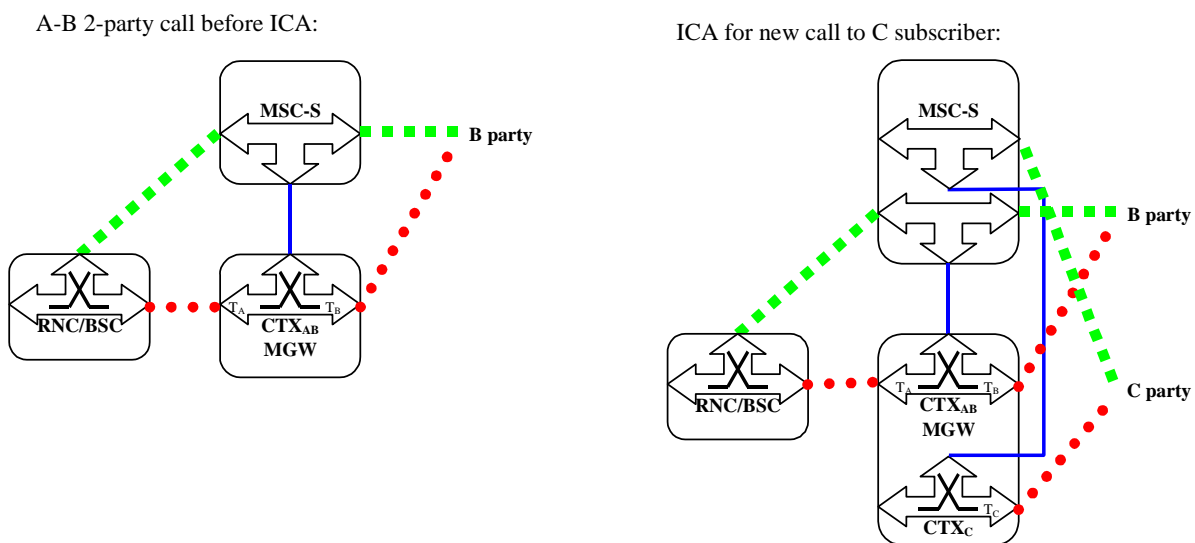 A-B 2-party call before ICA:
MSC-S
B party
RNC/BSC
TA
TB
CTXAB
MGW
ICA for new call to C subscriber:
MSC-S
B party
C party
RNC/BSC
TA
TB
CTXAB
MGW
TC
CTXC